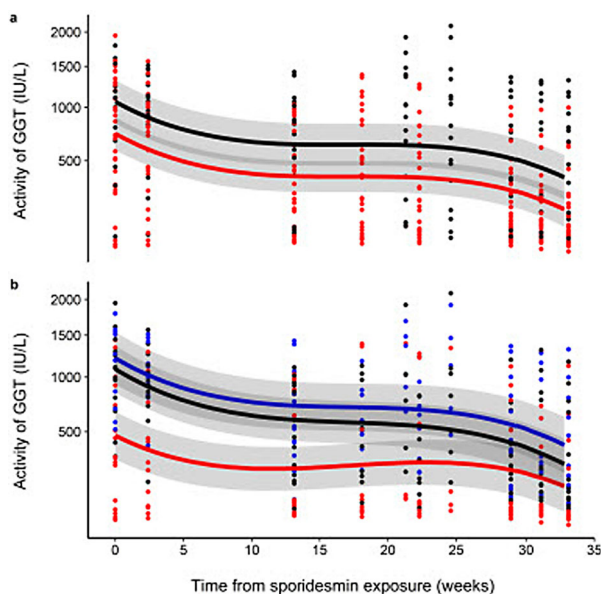 a
2000
1500
1000
500
Activity of GGT (IU/L)
b
2000
1500
1000
500
Activity of GGT (IU/L)
0 5 10 15 20 25 30 35
Time from sporidesmin exposure (weeks)